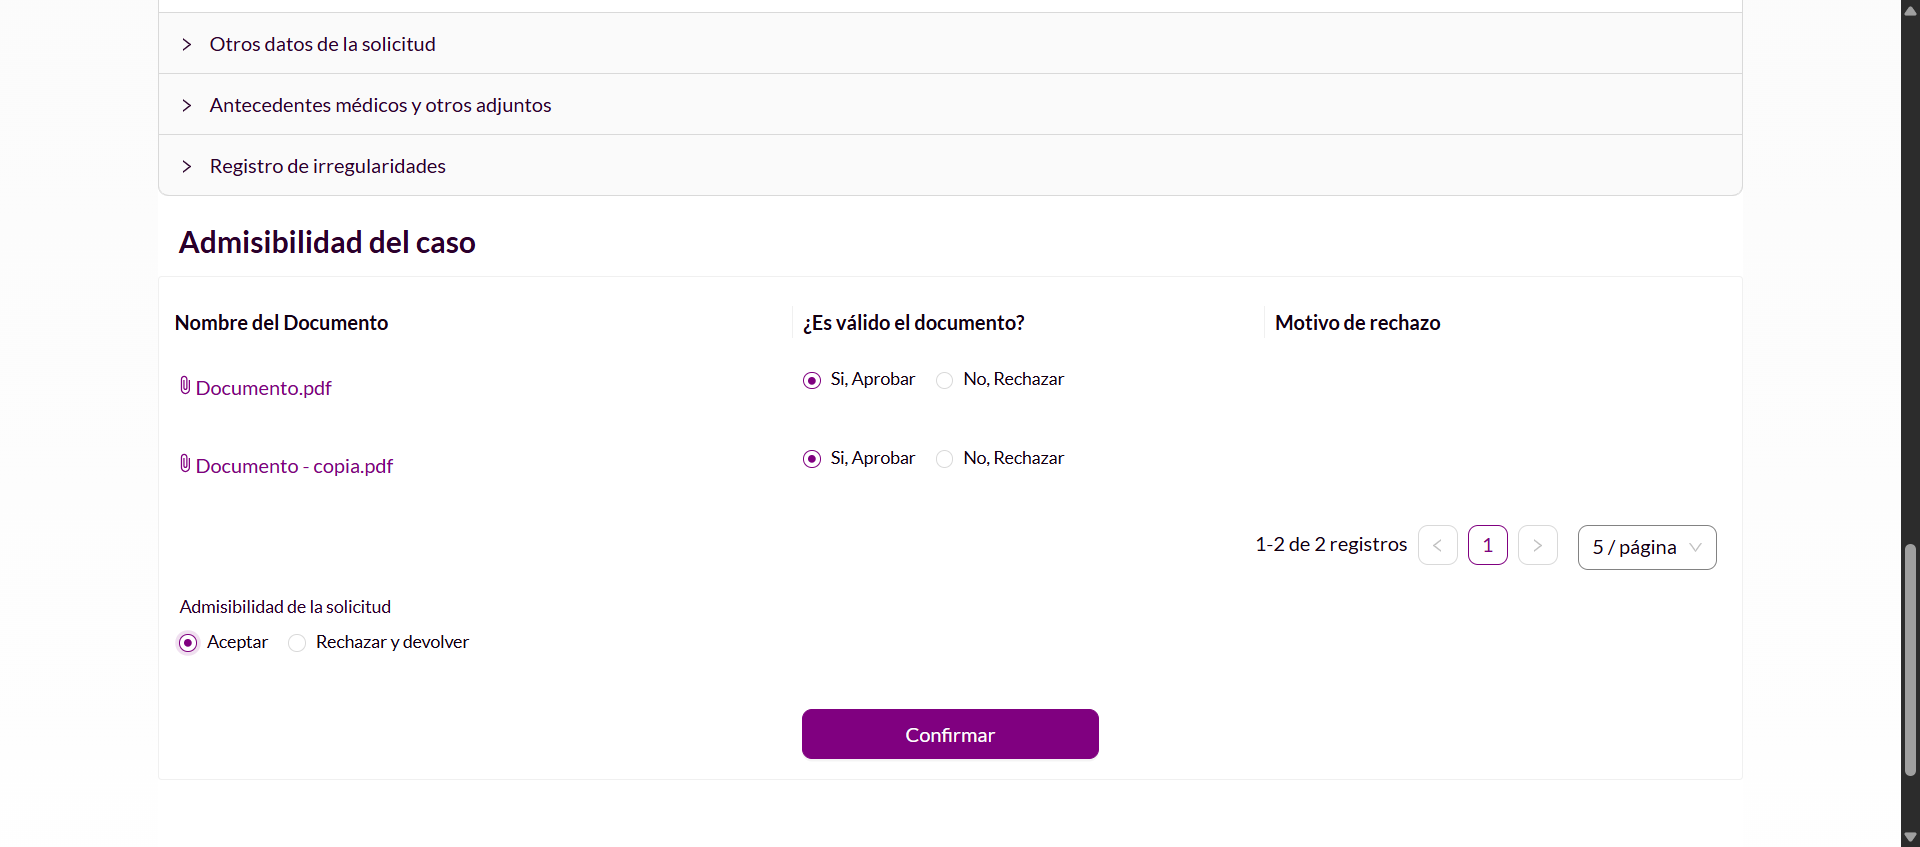 Otros datos de la solicitud
Antecedentes médicos y otros adjuntos
Registro de irregularidades
Admisibilidad del caso
Nombre del Documento ¿Es válido el documento? Motivo de rechazo
Documento.pdf Si, Aprobar No, Rechazar
Documento - copia.pdf Si, Aprobar No, Rechazar
1-2 de 2 registros < 1 > 5 / página
Admisibilidad de la solicitud
Aceptar Rechazar y devolver
Confirmar